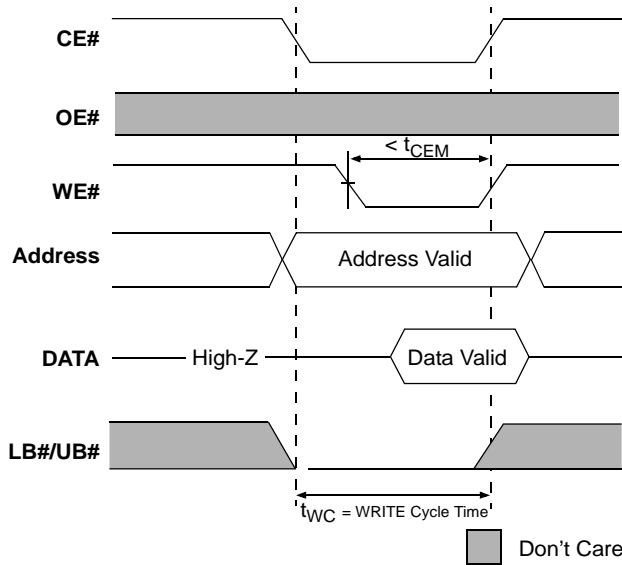 CE#
OE#
< tCEM
WE#
Address
Address Valid
DATA
High-Z
Data Valid
LB#/UB#
tWC = WRITE Cycle Time
Don't Care